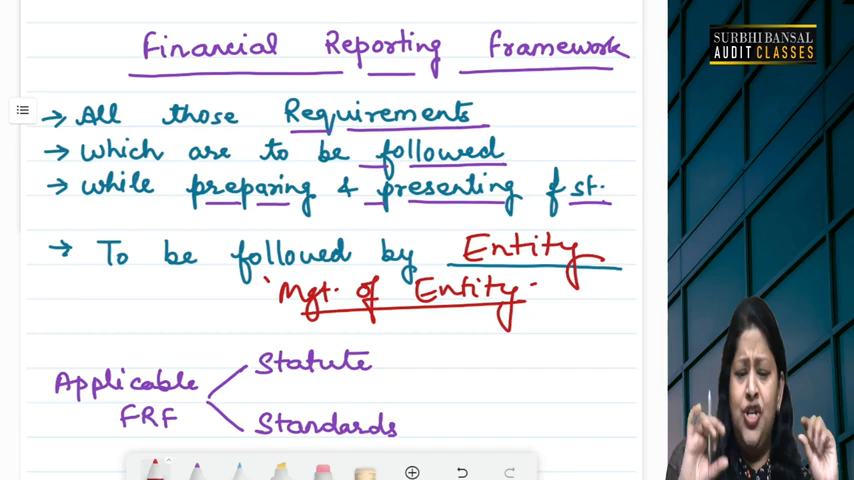 Financial Reporting Framework
SURBHI BANSAL
AUDIT CLASSES
→ All those Requirements
→ which are to be followed
→ while preparing & presenting f st.
→ To be followed by Entity
Mgt. of Entity
Applicable FRF
Statute
Standards